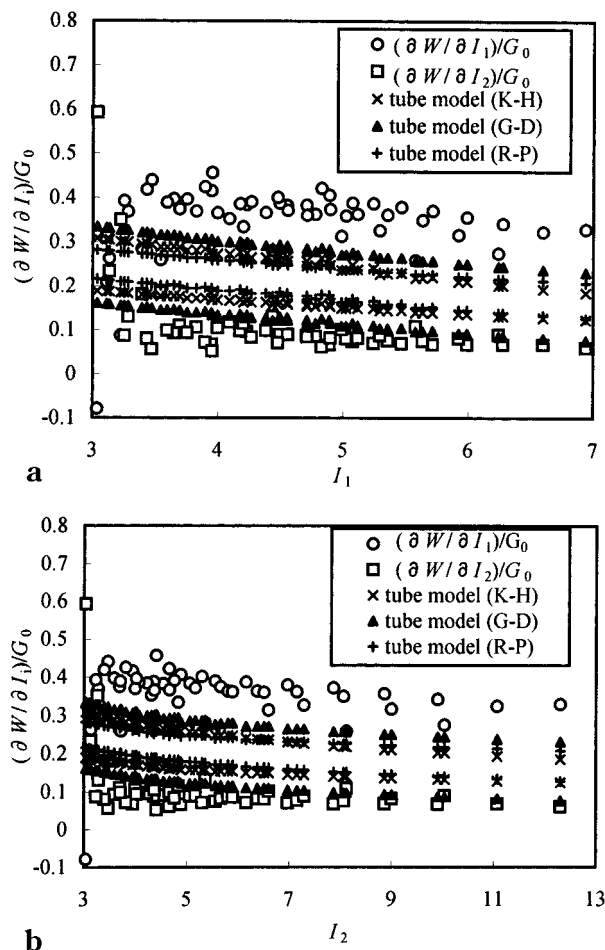 0.8
0.7
0.6
0.5
0.4
0.3
0.2
0.1
0
-0.1
(∂W/∂Iᵢ)/G₀
(∂W/∂I₁)/G₀
(∂W/∂I₂)/G₀
tube model (K-H)
tube model (G-D)
tube model (R-P)
3 4 5 6 7
a I₁
0.8
0.7
0.6
0.5
0.4
0.3
0.2
0.1
0
-0.1
(∂W/∂Iᵢ)/G₀
(∂W/∂I₁)/G₀
(∂W/∂I₂)/G₀
tube model (K-H)
tube model (G-D)
tube model (R-P)
3 5 7 9 11 13
b I₂